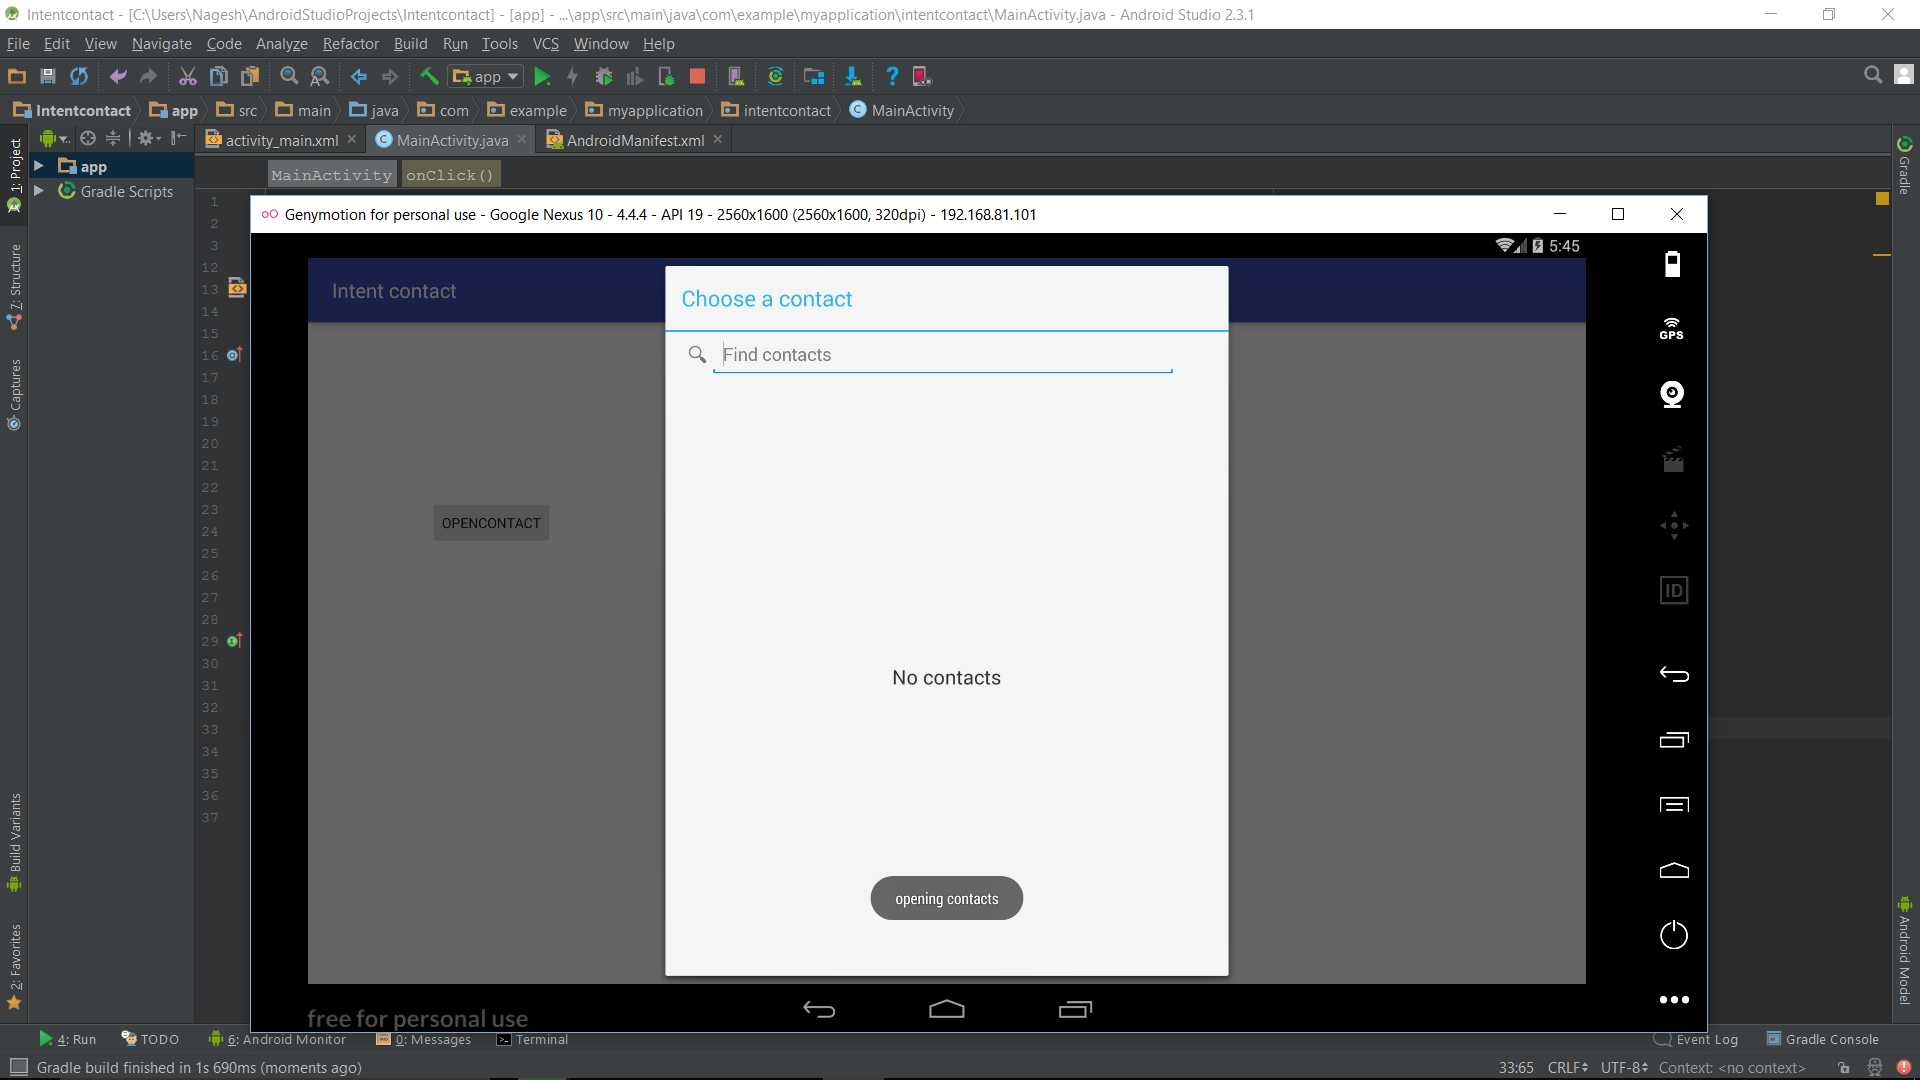 Intentcontact - [C:\Users\Nagesh\AndroidStudioProjects\Intentcontact] - [app] - ...\app\src\main\java\com\example\myapplication\intentcontact\MainActivity.java - Android Studio 2.3.1
File Edit View Navigate Code Analyze Refactor Build Run Tools VCS Window Help
app
Intentcontact app src main java com example myapplication intentcontact MainActivity
activity_main.xml MainActivity.java AndroidManifest.xml
1: Project
app
Gradle Scripts
MainActivity onClick()
Gradle
7: Structure
Captures
Build Variants
2: Favorites
Android Model
1
2
3
12
13
14
15
16
17
18
19
20
21
22
23
24
25
26
27
28
29
30
31
32
33
34
35
36
37
Genymotion for personal use - Google Nexus 10 - 4.4.4 - API 19 - 2560x1600 (2560x1600, 320dpi) - 192.168.81.101
5:45
Intent contact
Choose a contact
Find contacts
GPS
OPENCONTACT
ID
No contacts
opening contacts
free for personal use
4: Run TODO 6: Android Monitor 0: Messages Terminal Event Log Gradle Console
Gradle build finished in 1s 690ms (moments ago) 33:65 CRLF UTF-8 Context: <no context>